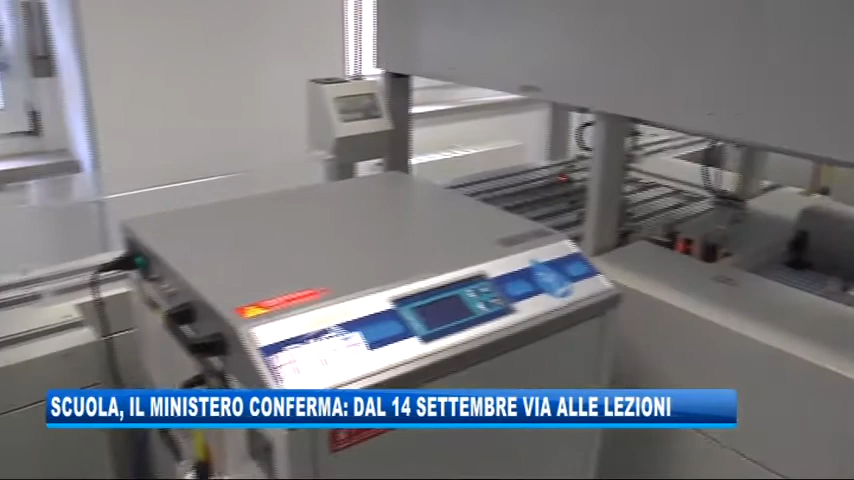 SCUOLA, IL MINISTERO CONFERMA: DAL 14 SETTEMBRE VIA ALLE LEZIONI